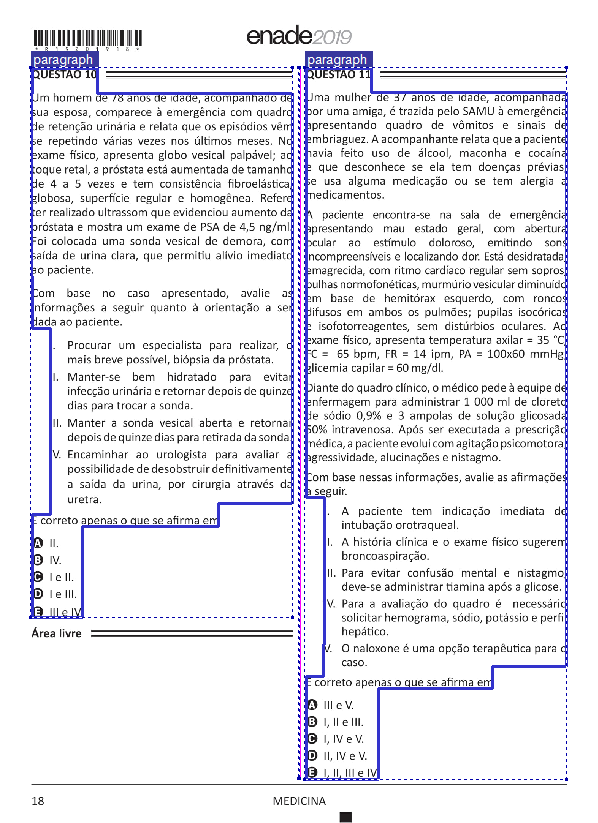 *R1520191​8*
enade2019
paragraph
QUESTÃO 10
Um homem de 78 anos de idade, acompanhado de
sua esposa, comparece à emergência com quadro
de retenção urinária e relata que os episódios vêm
se repetindo várias vezes nos últimos meses. No
exame físico, apresenta globo vesical palpável; ao
toque retal, a próstata está aumentada de tamanho
de 4 a 5 vezes e tem consistência fibroelástica,
globosa, superfície regular e homogênea. Refere
ter realizado ultrassom que evidenciou aumento da
próstata e mostra um exame de PSA de 4,5 ng/ml.
Foi colocada uma sonda vesical de demora, com
saída de urina clara, que permitiu alívio imediato
ao paciente.
Com base no caso apresentado, avalie as
informações a seguir quanto à orientação a ser
dada ao paciente.
I. Procurar um especialista para realizar, o
mais breve possível, biópsia da próstata.
II. Manter-se bem hidratado para evitar
infecção urinária e retornar depois de quinze
dias para trocar a sonda.
III. Manter a sonda vesical aberta e retornar
depois de quinze dias para retirada da sonda.
IV. Encaminhar ao urologista para avaliar a
possibilidade de desobstruir definitivamente
a saída da urina, por cirurgia através da
uretra.
É correto apenas o que se afirma em
A II.
B IV.
C I e II.
D I e III.
E III e IV.
Área livre
paragraph
QUESTÃO 11
Uma mulher de 37 anos de idade, acompanhada
por uma amiga, é trazida pelo SAMU à emergência
apresentando quadro de vômitos e sinais de
embriaguez. A acompanhante relata que a paciente
havia feito uso de álcool, maconha e cocaína
e que desconhece se ela tem doenças prévias,
se usa alguma medicação ou se tem alergia a
medicamentos.
A paciente encontra-se na sala de emergência
apresentando mau estado geral, com abertura
ocular ao estímulo doloroso, emitindo sons
incompreensíveis e localizando dor. Está desidratada,
emagrecida, com ritmo cardíaco regular sem sopros,
bulhas normofonéticas, murmúrio vesicular diminuído
em base de hemitórax esquerdo, com roncos
difusos em ambos os pulmões; pupilas isocóricas
e isofotorreagentes, sem distúrbios oculares. Ao
exame físico, apresenta temperatura axilar = 35 °C,
FC = 65 bpm, FR = 14 ipm, PA = 100x60 mmHg,
glicemia capilar = 60 mg/dl.
Diante do quadro clínico, o médico pede à equipe de
enfermagem para administrar 1 000 ml de cloreto
de sódio 0,9% e 3 ampolas de solução glicosada
50% intravenosa. Após ser executada a prescrição
médica, a paciente evolui com agitação psicomotora,
agressividade, alucinações e nistagmo.
Com base nessas informações, avalie as afirmações
a seguir.
I. A paciente tem indicação imediata de
intubação orotraqueal.
II. A história clínica e o exame físico sugerem
broncoaspiração.
III. Para evitar confusão mental e nistagmo,
deve-se administrar tiamina após a glicose.
IV. Para a avaliação do quadro é necessário
solicitar hemograma, sódio, potássio e perfil
hepático.
V. O naloxone é uma opção terapêutica para o
caso.
É correto apenas o que se afirma em
A III e V.
B I, II e III.
C I, IV e V.
D II, IV e V.
E I, II, III e IV.
18
MEDICINA